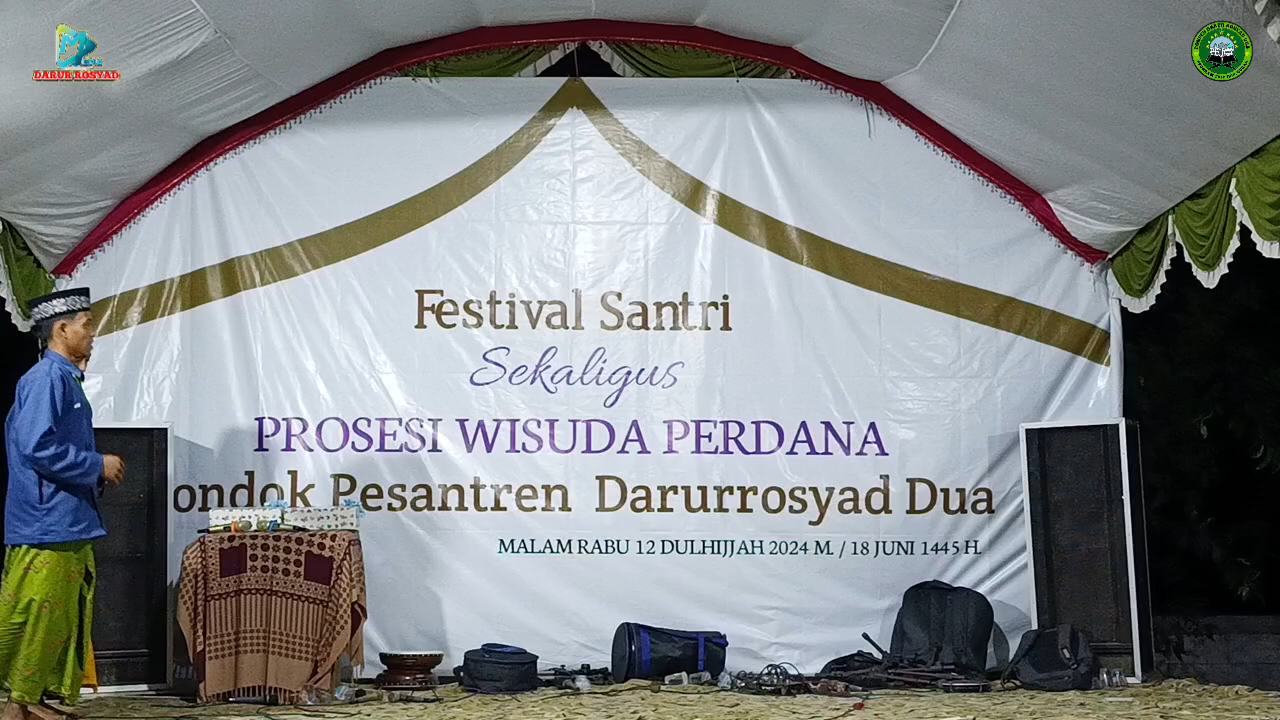 DARUR ROSYAD
Festival Santri
Sekaligus
PROSESI WISUDA PERDANA
ondok Pesantren Darurrosyad Dua
MALAM RABU 12 DULHIJJAH 2024 M. / 18 JUNI 1445 H.